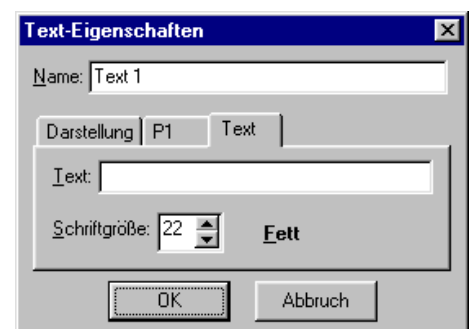 Text-Eigenschaften
Name: Text 1
Darstellung P1 Text
Text:
Schriftgröße: 22 Fett
OK Abbruch